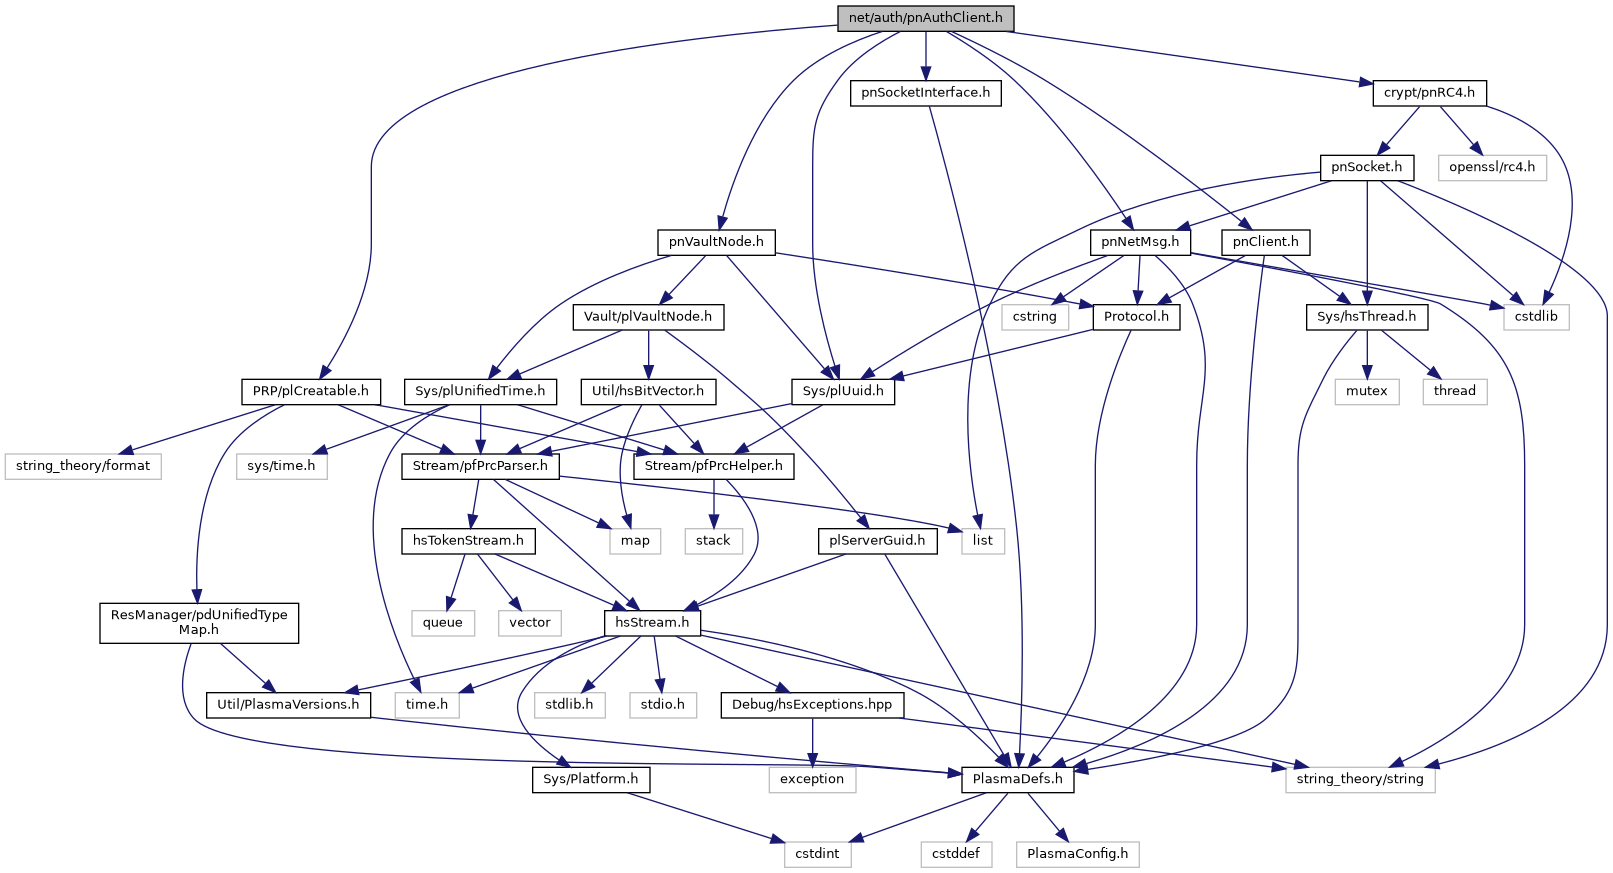 net/auth/pnAuthClient.h
pnSocketInterface.h
crypt/pnRC4.h
pnSocket.h
openssl/rc4.h
pnVaultNode.h
pnNetMsg.h
pnClient.h
Vault/plVaultNode.h
cstring
Protocol.h
Sys/hsThread.h
cstdlib
PRP/plCreatable.h
Sys/plUnifiedTime.h
Util/hsBitVector.h
Sys/plUuid.h
mutex
thread
string_theory/format
sys/time.h
Stream/pfPrcParser.h
Stream/pfPrcHelper.h
hsTokenStream.h
map
stack
plServerGuid.h
list
ResManager/pdUnifiedType
Map.h
queue
vector
hsStream.h
Util/PlasmaVersions.h
time.h
stdlib.h
stdio.h
Debug/hsExceptions.hpp
Sys/Platform.h
exception
PlasmaDefs.h
string_theory/string
cstdint
cstddef
PlasmaConfig.h